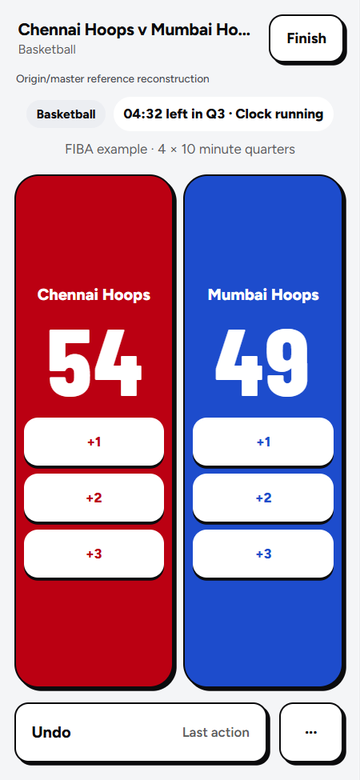 Chennai Hoops v Mumbai Ho...
Basketball
Finish
Origin/master reference reconstruction
Basketball
04:32 left in Q3 · Clock running
FIBA example · 4 × 10 minute quarters
Chennai Hoops
54
+1
+2
+3
Mumbai Hoops
49
+1
+2
+3
Undo
Last action
...